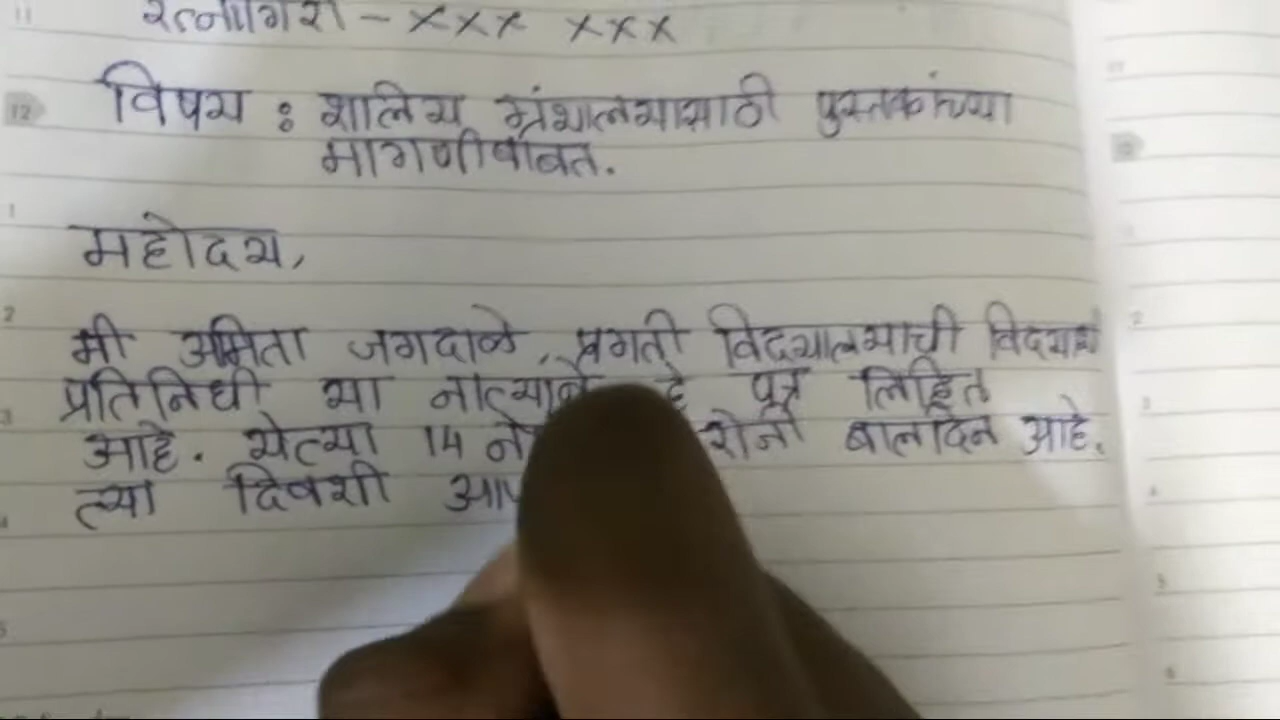 रत्नागिरी - xxx xxx
विषय : शालेय ग्रंथालयासाठी पुस्तकांच्या
मागणीबाबत.
महोदय,
मी अमिता जगदाळे, प्रगती विद्यालयाची विद्यार्थी
प्रतिनिधी या नात्याने हे पत्र लिहित
आहे. येत्या 14 रोजी बालदिन आहे.
त्या दिवशी